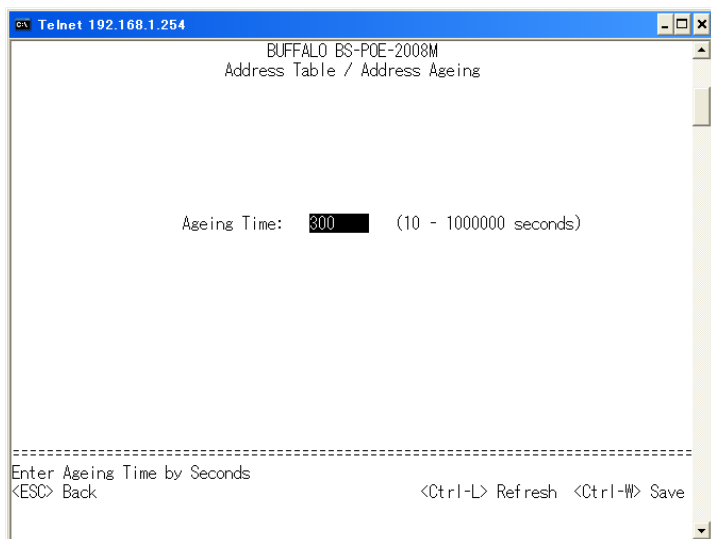 Telnet 192.168.1.254
BUFFALO BS-POE-2008M
Address Table / Address Ageing
Ageing Time: 300 (10 - 1000000 seconds)
================================================================================
Enter Ageing Time by Seconds
<ESC> Back <Ctrl-L> Refresh <Ctrl-W> Save